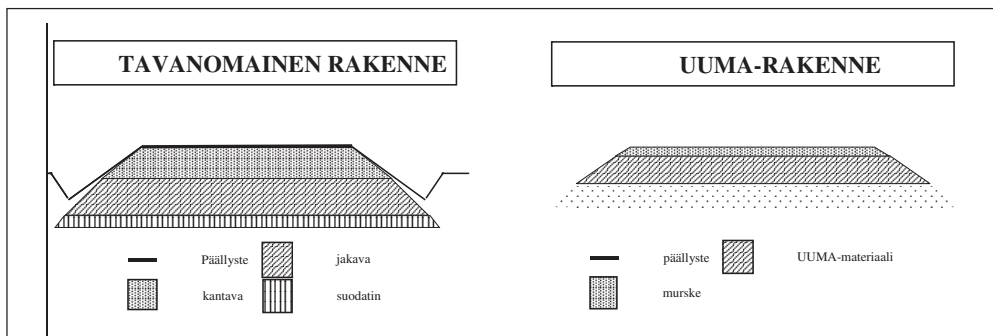 TAVANOMAINEN RAKENNE
UUMA-RAKENNE
Päällyste
jakava
kantava
suodatin
päällyste
UUMA-materiaali
murske